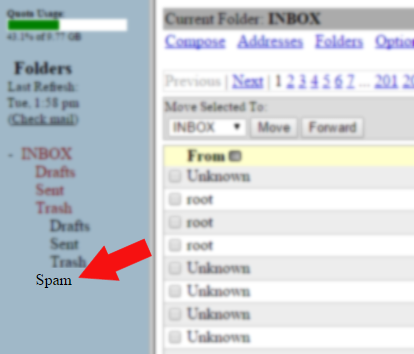 Quota Usage:
43.1% of 9.77 GB
Folders
Last Refresh:
Tue, 1:58 pm
(Check mail)
- INBOX
Drafts
Sent
Trash
Drafts
Sent
Trash
Spam
Current Folder: INBOX
Compose Addresses Folders Optio
Previous | Next | 1 2 3 4 5 6 7 ... 201 20
Move Selected To:
INBOX Move Forward
From
Unknown
root
root
root
Unknown
Unknown
Unknown
Unknown